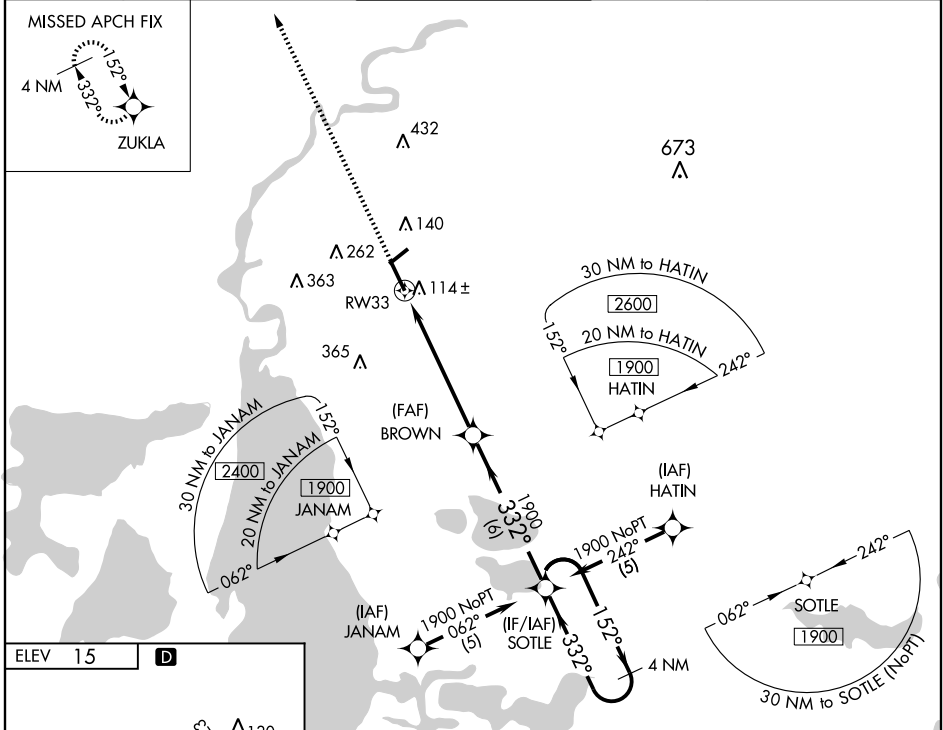 MISSED APCH FIX
4 NM
152°
332°
ZUKLA
432
673
140
262
363
RW33
114 ±
365
30 NM to HATIN
2600
20 NM to HATIN
1900
HATIN
152°
242°
(FAF)
BROWN
30 NM to JANAM
2400
20 NM to JANAM
1900
JANAM
152°
062°
1900
332°
(6)
(IAF)
HATIN
1900 NoPT
242°
(5)
(IAF)
JANAM
1900 NoPT
062°
(5)
(IF/IAF)
SOTLE
152°
332°
4 NM
242°
062°
SOTLE
1900
30 NM to SOTLE (NoPT)
ELEV 15
D